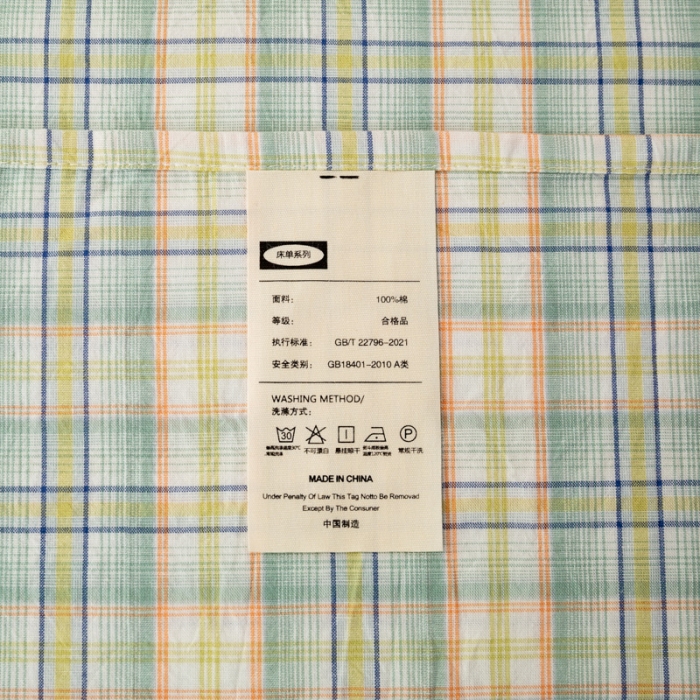 床单系列
面料： 100%棉
等级： 合格品
执行标准： GB/T 22796-2021
安全类别： GB18401-2010 A类
WASHING METHOD/
洗涤方式：
30
P
不可漂白 悬挂晾干 常规干洗
MADE IN CHINA
Under Penalty Of Law This Tag Notto Be Removad
Except By The Consuner
中国制造